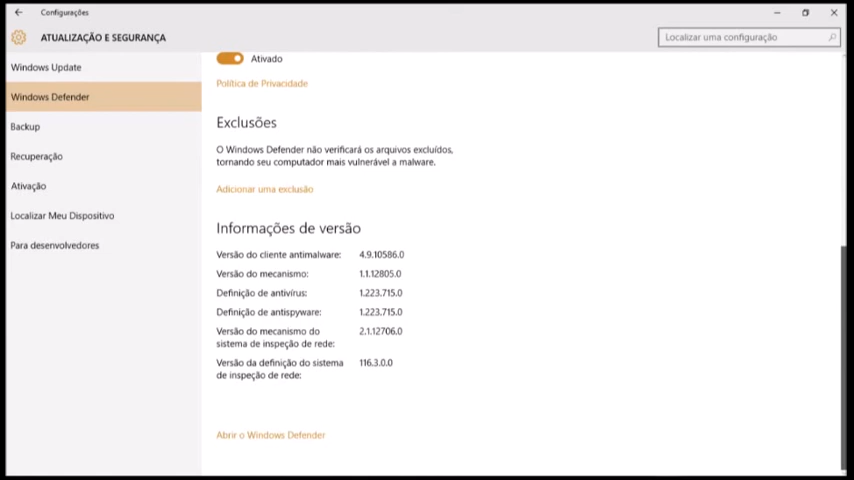 Configurações
ATUALIZAÇÃO E SEGURANÇA
Localizar uma configuração
Windows Update
Windows Defender
Backup
Recuperação
Ativação
Localizar Meu Dispositivo
Para desenvolvedores
Ativado
Política de Privacidade
Exclusões
O Windows Defender não verificará os arquivos excluídos,
tornando seu computador mais vulnerável a malware.
Adicionar uma exclusão
Informações de versão
Versão do cliente antimalware: 4.9.10586.0
Versão do mecanismo: 1.1.12805.0
Definição de antivírus: 1.223.715.0
Definição de antispyware: 1.223.715.0
Versão do mecanismo do 2.1.12706.0
sistema de inspeção de rede:
Versão da definição do sistema 116.3.0.0
de inspeção de rede:
Abrir o Windows Defender